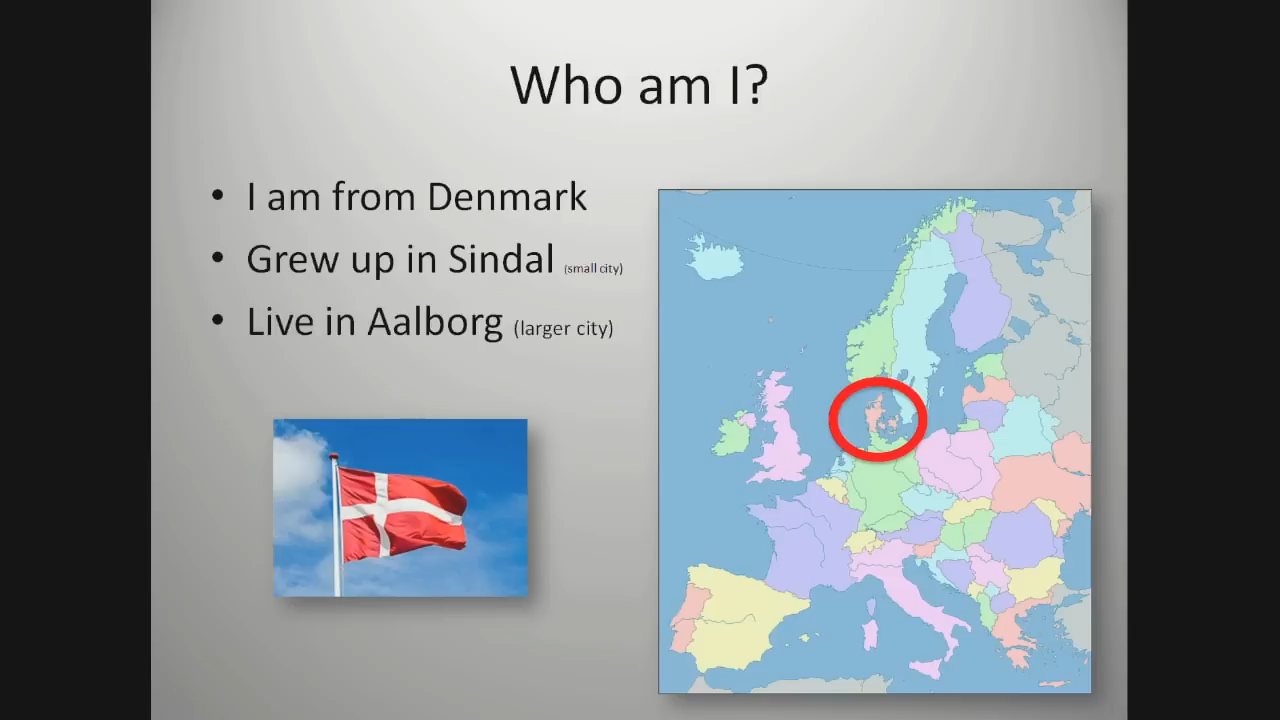 Who am I?
• I am from Denmark
• Grew up in Sindal (small city)
• Live in Aalborg (larger city)